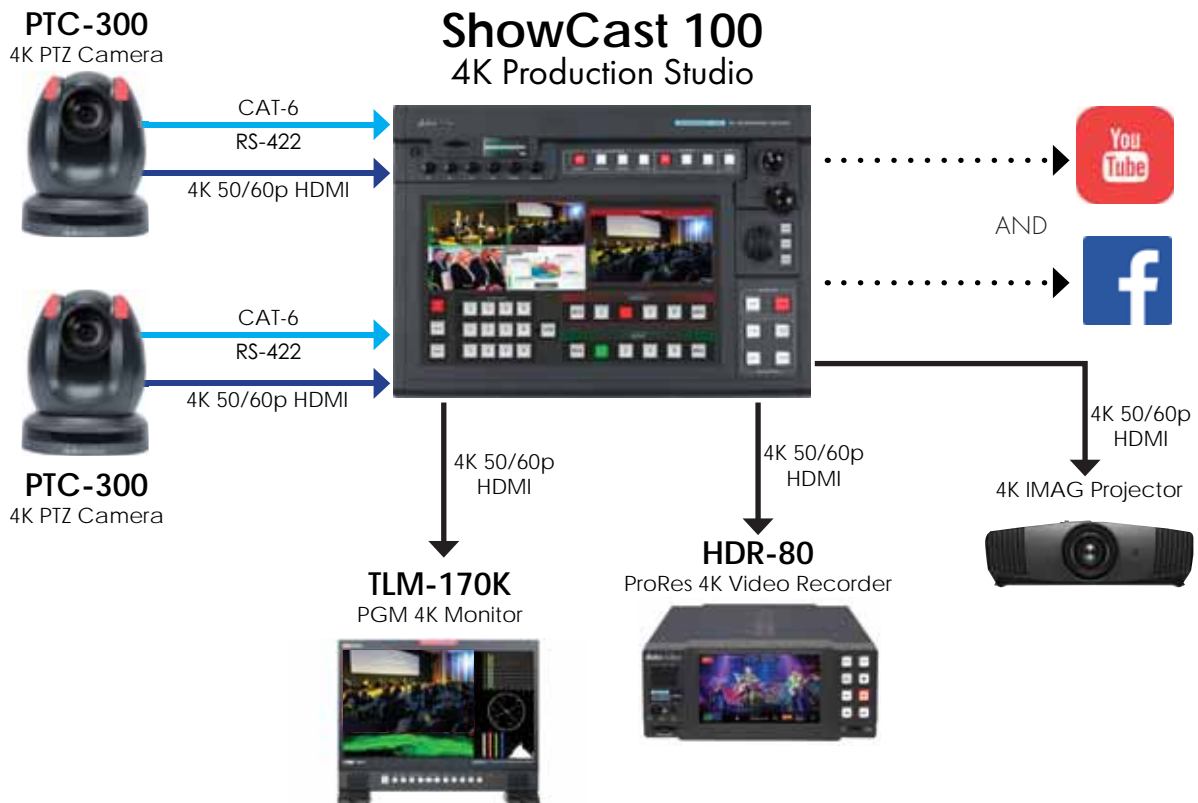 PTC-300
4K PTZ Camera
ShowCast 100
4K Production Studio
CAT-6
RS-422
4K 50/60p HDMI
You
Tube
AND
f
CAT-6
RS-422
4K 50/60p HDMI
PTC-300
4K PTZ Camera
4K 50/60p
HDMI
4K 50/60p
HDMI
4K 50/60p
HDMI
4K IMAG Projector
TLM-170K
PGM 4K Monitor
HDR-80
ProRes 4K Video Recorder